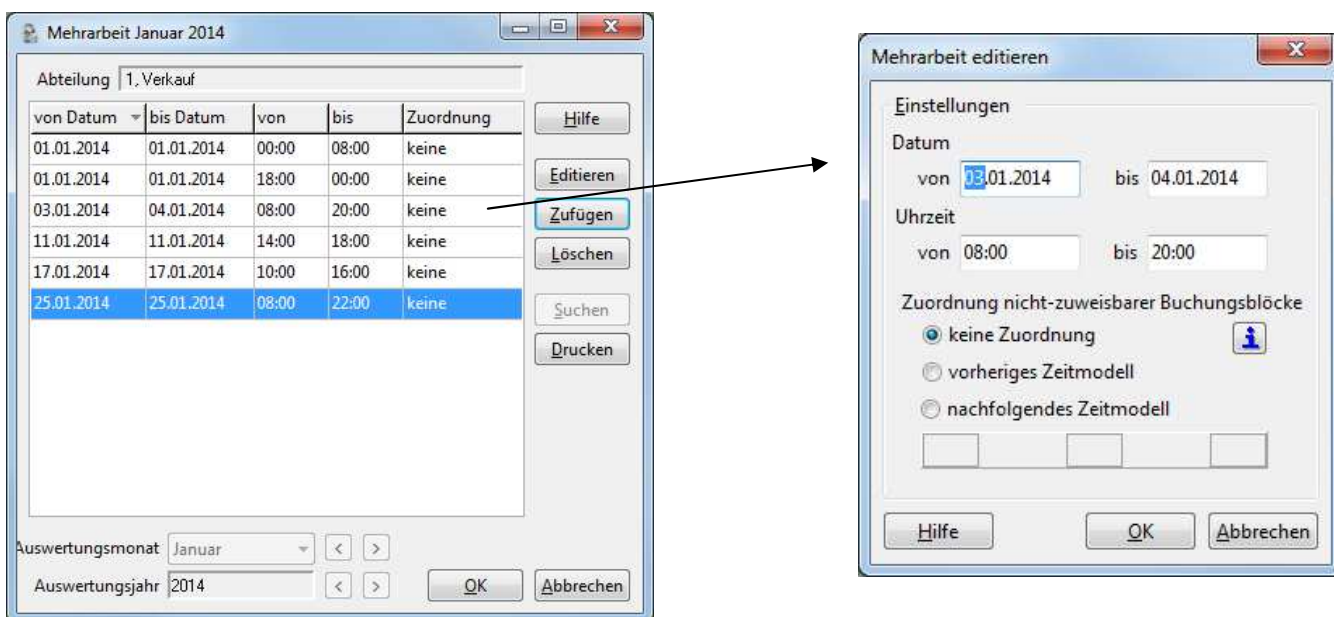 Mehrarbeit Januar 2014
Abteilung 1, Verkauf
von Datum bis Datum von bis Zuordnung
01.01.2014 01.01.2014 00:00 08:00 keine
01.01.2014 01.01.2014 18:00 00:00 keine
03.01.2014 04.01.2014 08:00 20:00 keine
11.01.2014 11.01.2014 14:00 18:00 keine
17.01.2014 17.01.2014 10:00 16:00 keine
25.01.2014 25.01.2014 08:00 22:00 keine
Hilfe
Editieren
Zufügen
Löschen
Suchen
Drucken
Auswertungsmonat Januar < >
Auswertungsjahr 2014 < > OK Abbrechen
Mehrarbeit editieren
Einstellungen
Datum
von 03.01.2014 bis 04.01.2014
Uhrzeit
von 08:00 bis 20:00
Zuordnung nicht-zuweisbarer Buchungsblöcke
keine Zuordnung i
vorheriges Zeitmodell
nachfolgendes Zeitmodell
Hilfe OK Abbrechen